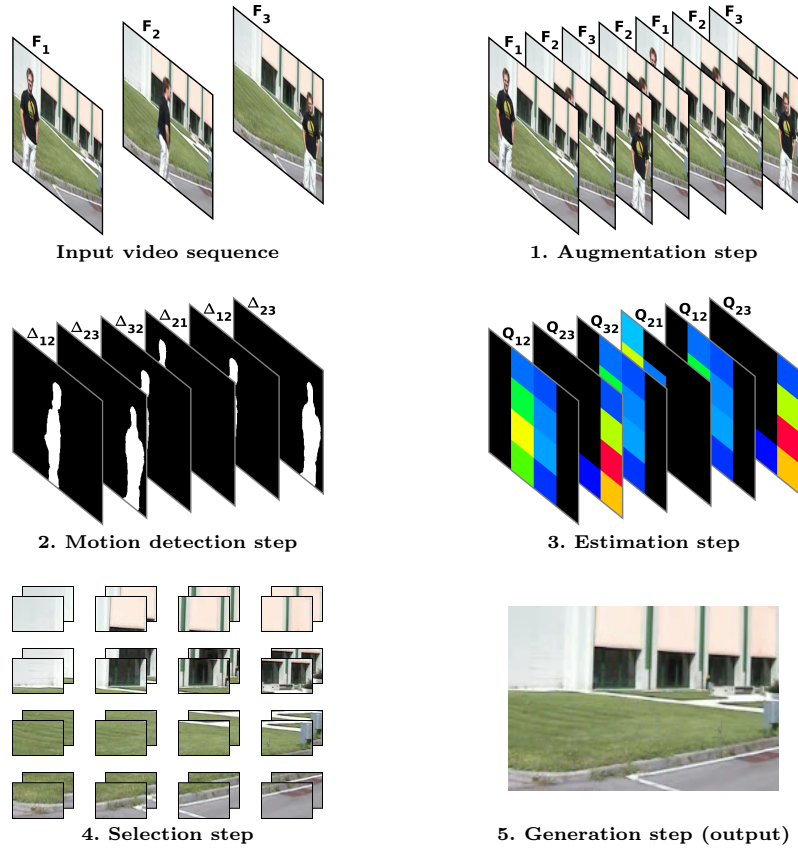 F1 F2 F3
Input video sequence
F1 F2 F3 F2 F1 F2 F3
1. Augmentation step
Δ12 Δ23 Δ32 Δ21 Δ12 Δ23
2. Motion detection step
Q12 Q23 Q32 Q21 Q12 Q23
3. Estimation step
4. Selection step
5. Generation step (output)